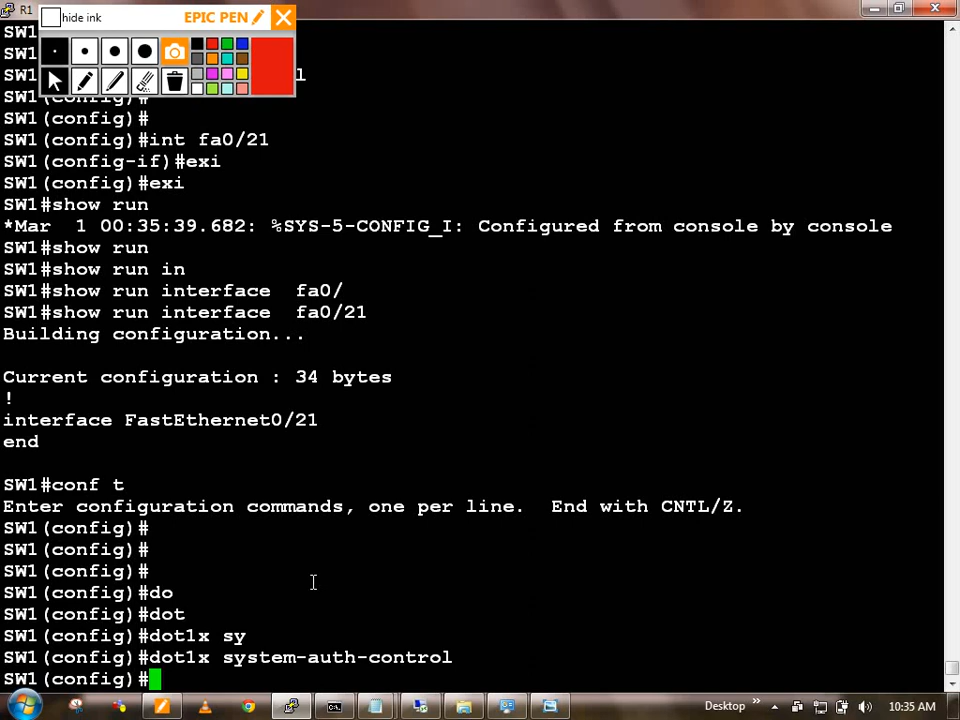 R1
hide ink
EPIC PEN
SW1
SW1
SW1
l
SW1(config)#
SW1(config)#
SW1(config)#int fa0/21
SW1(config-if)#exi
SW1(config)#exi
SW1#show run
*Mar  1 00:35:39.682: %SYS-5-CONFIG_I: Configured from console by console
SW1#show run
SW1#show run in
SW1#show run interface  fa0/
SW1#show run interface  fa0/21
Building configuration...
Current configuration : 34 bytes
!
interface FastEthernet0/21
end
SW1#conf t
Enter configuration commands, one per line.  End with CNTL/Z.
SW1(config)#
SW1(config)#
SW1(config)#
SW1(config)#do
SW1(config)#dot
SW1(config)#dot1x sy
SW1(config)#dot1x system-auth-control
SW1(config)#
Desktop
10:35 AM